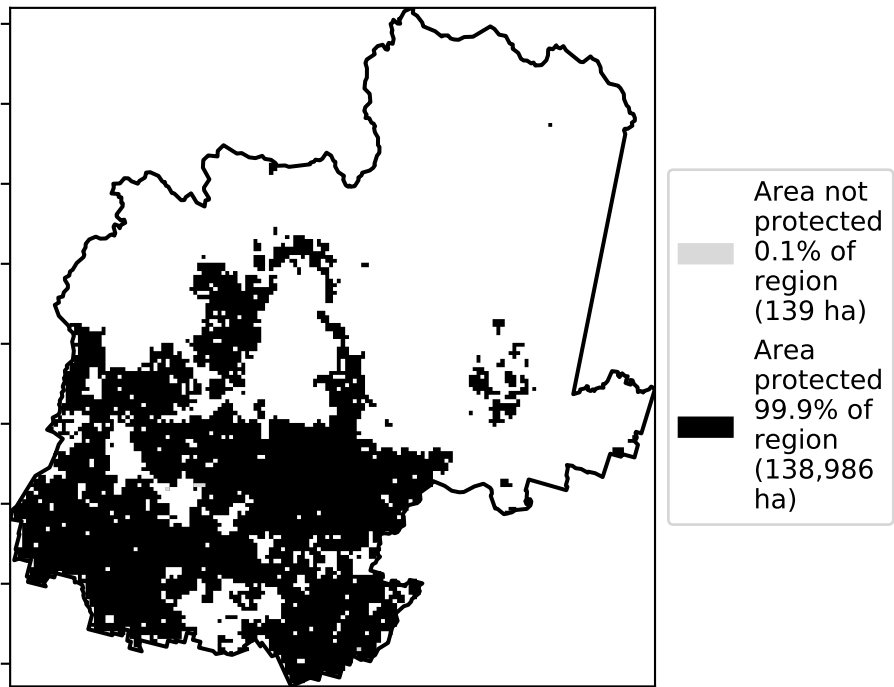 Area not
protected
0.1% of
region
(139 ha)
Area
protected
99.9% of
region
(138,986
ha)